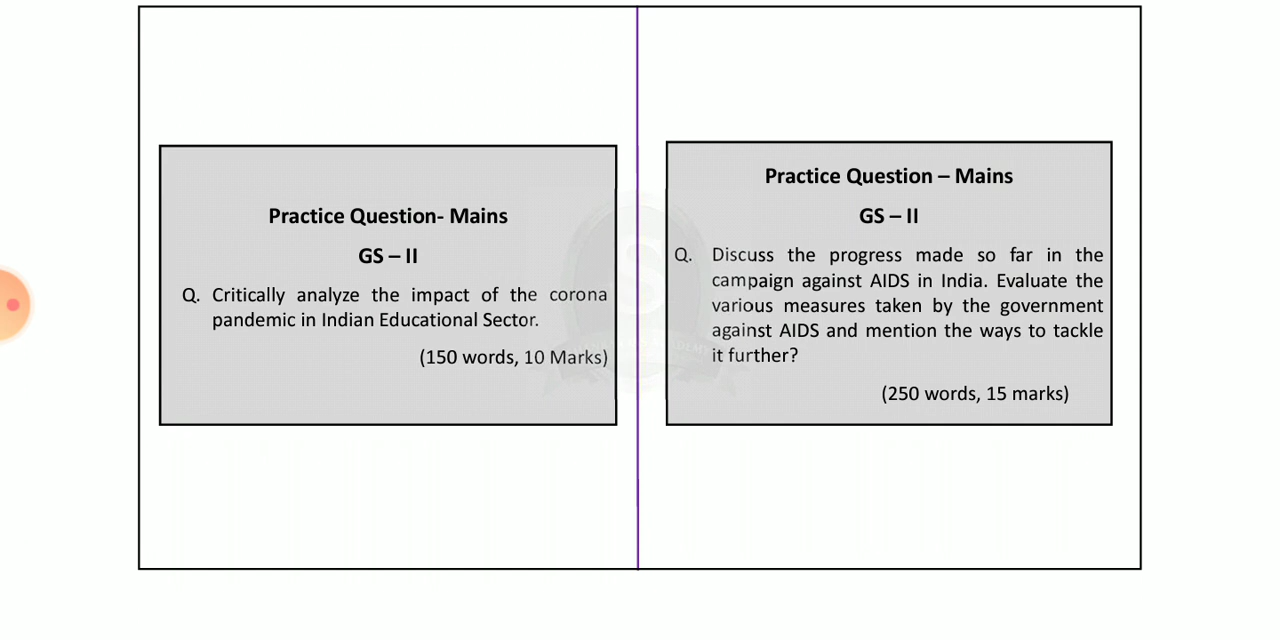 Practice Question- Mains
GS – II
Q. Critically analyze the impact of the corona
pandemic in Indian Educational Sector.
(150 words, 10 Marks)
Practice Question – Mains
GS – II
Q. Discuss the progress made so far in the
campaign against AIDS in India. Evaluate the
various measures taken by the government
against AIDS and mention the ways to tackle
it further?
(250 words, 15 marks)